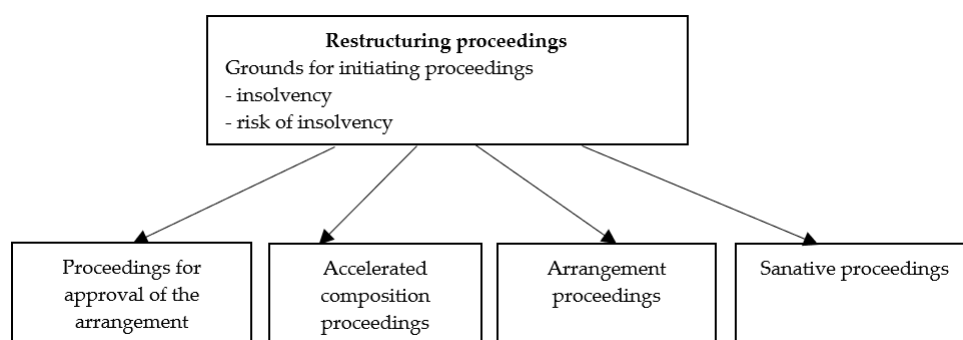 Restructuring proceedings
Grounds for initiating proceedings
- insolvency
- risk of insolvency
Proceedings for
approval of the
arrangement
Accelerated
composition
proceedings
Arrangement
proceedings
Sanative proceedings